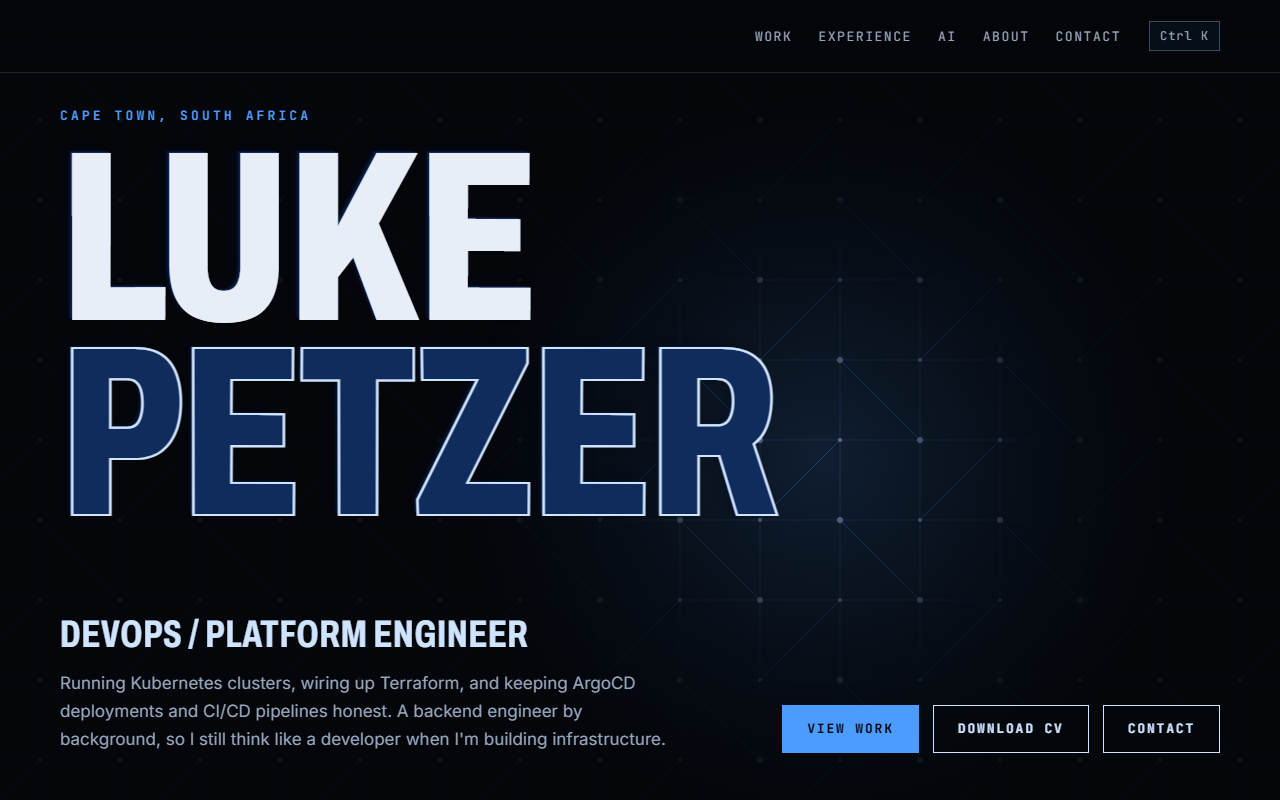 WORK EXPERIENCE AI ABOUT CONTACT Ctrl K
CAPE TOWN, SOUTH AFRICA
LUKE
PETZER
DEVOPS / PLATFORM ENGINEER
Running Kubernetes clusters, wiring up Terraform, and keeping ArgoCD
deployments and CI/CD pipelines honest. A backend engineer by
background, so I still think like a developer when I'm building infrastructure.
VIEW WORK DOWNLOAD CV CONTACT